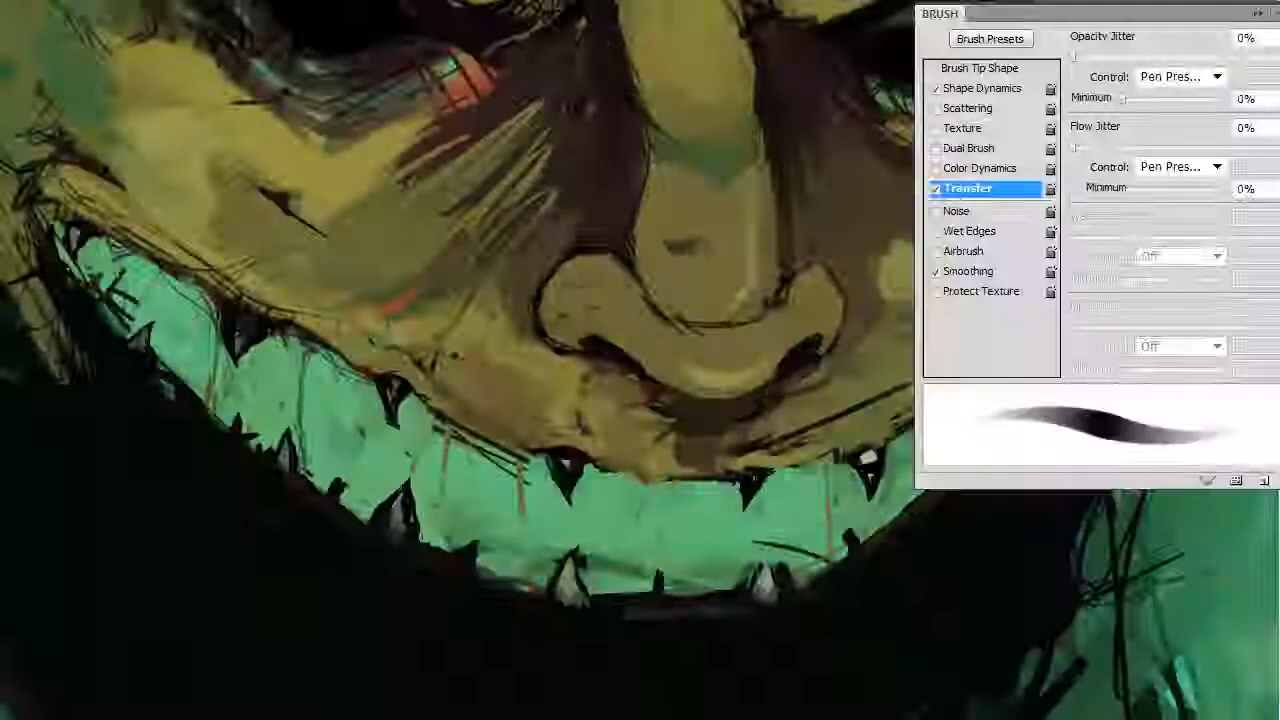 BRUSH
Brush Presets
Brush Tip Shape
Shape Dynamics
Scattering
Texture
Dual Brush
Color Dynamics
Transfer
Noise
Wet Edges
Airbrush
Smoothing
Protect Texture
Opacity Jitter 0%
Control: Pen Pres...
Minimum 0%
Flow Jitter 0%
Control: Pen Pres...
Minimum 0%
Off
Off